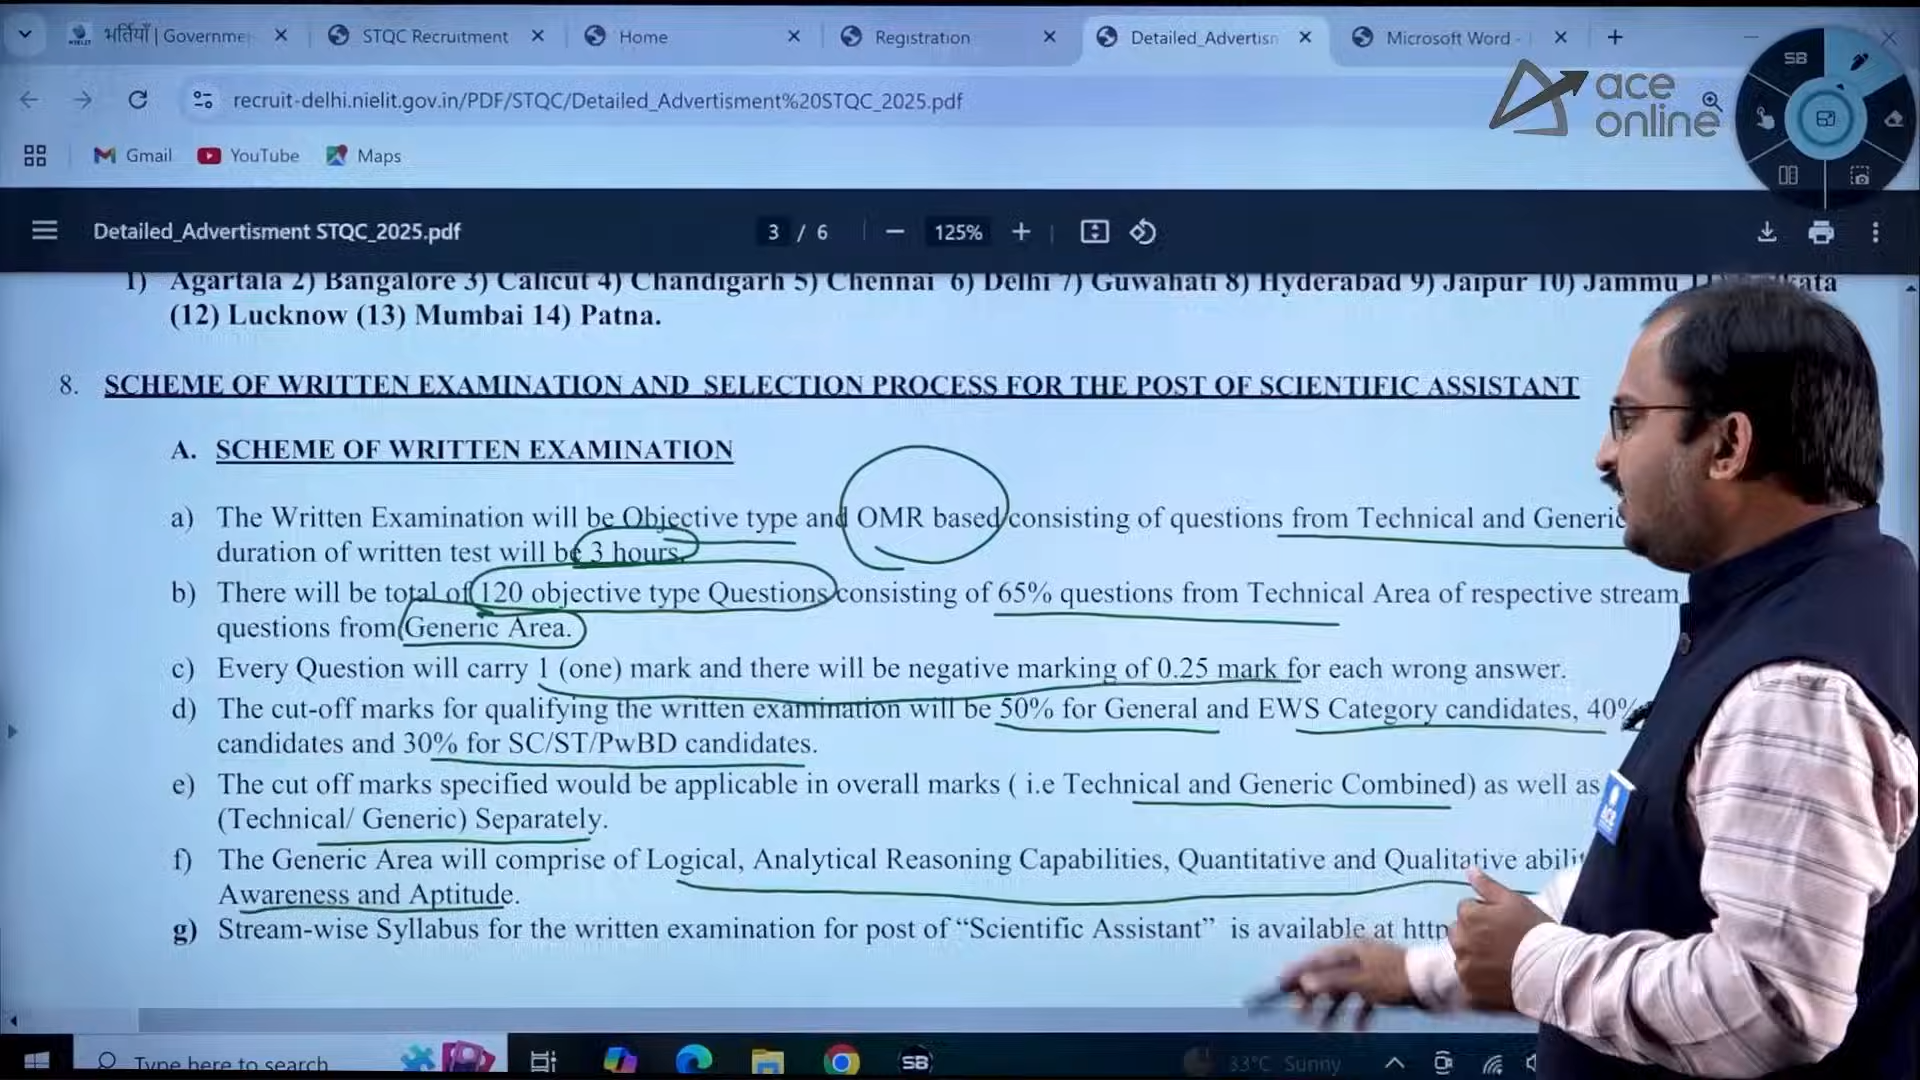 भर्तियाँ | Governme
STQC Recruitment
Home
Registration
Detailed_Advertisn
Microsoft Word -
SB
recruit-delhi.nielit.gov.in/PDF/STQC/Detailed_Advertisment%20STQC_2025.pdf
ace
online
Gmail
YouTube
Maps
Detailed_Advertisment STQC_2025.pdf
3 / 6
125%
1) Agartala 2) Bangalore 3) Calicut 4) Chandigarh 5) Chennai 6) Delhi 7) Guwahati 8) Hyderabad 9) Jaipur 10) Jammu
(12) Lucknow (13) Mumbai 14) Patna.
8. SCHEME OF WRITTEN EXAMINATION AND SELECTION PROCESS FOR THE POST OF SCIENTIFIC ASSISTANT
A. SCHEME OF WRITTEN EXAMINATION
a) The Written Examination will be Objective type and OMR based consisting of questions from Technical and Generic
duration of written test will be 3 hours.
b) There will be total of 120 objective type Questions consisting of 65% questions from Technical Area of respective stream
questions from Generic Area.
c) Every Question will carry 1 (one) mark and there will be negative marking of 0.25 mark for each wrong answer.
d) The cut-off marks for qualifying the written examination will be 50% for General and EWS Category candidates, 40%
candidates and 30% for SC/ST/PwBD candidates.
e) The cut off marks specified would be applicable in overall marks ( i.e Technical and Generic Combined) as well as
(Technical/ Generic) Separately.
f) The Generic Area will comprise of Logical, Analytical Reasoning Capabilities, Quantitative and Qualitative abilit
Awareness and Aptitude.
g) Stream-wise Syllabus for the written examination for post of “Scientific Assistant” is available at http
Type here to search
SB
33°C Sunny